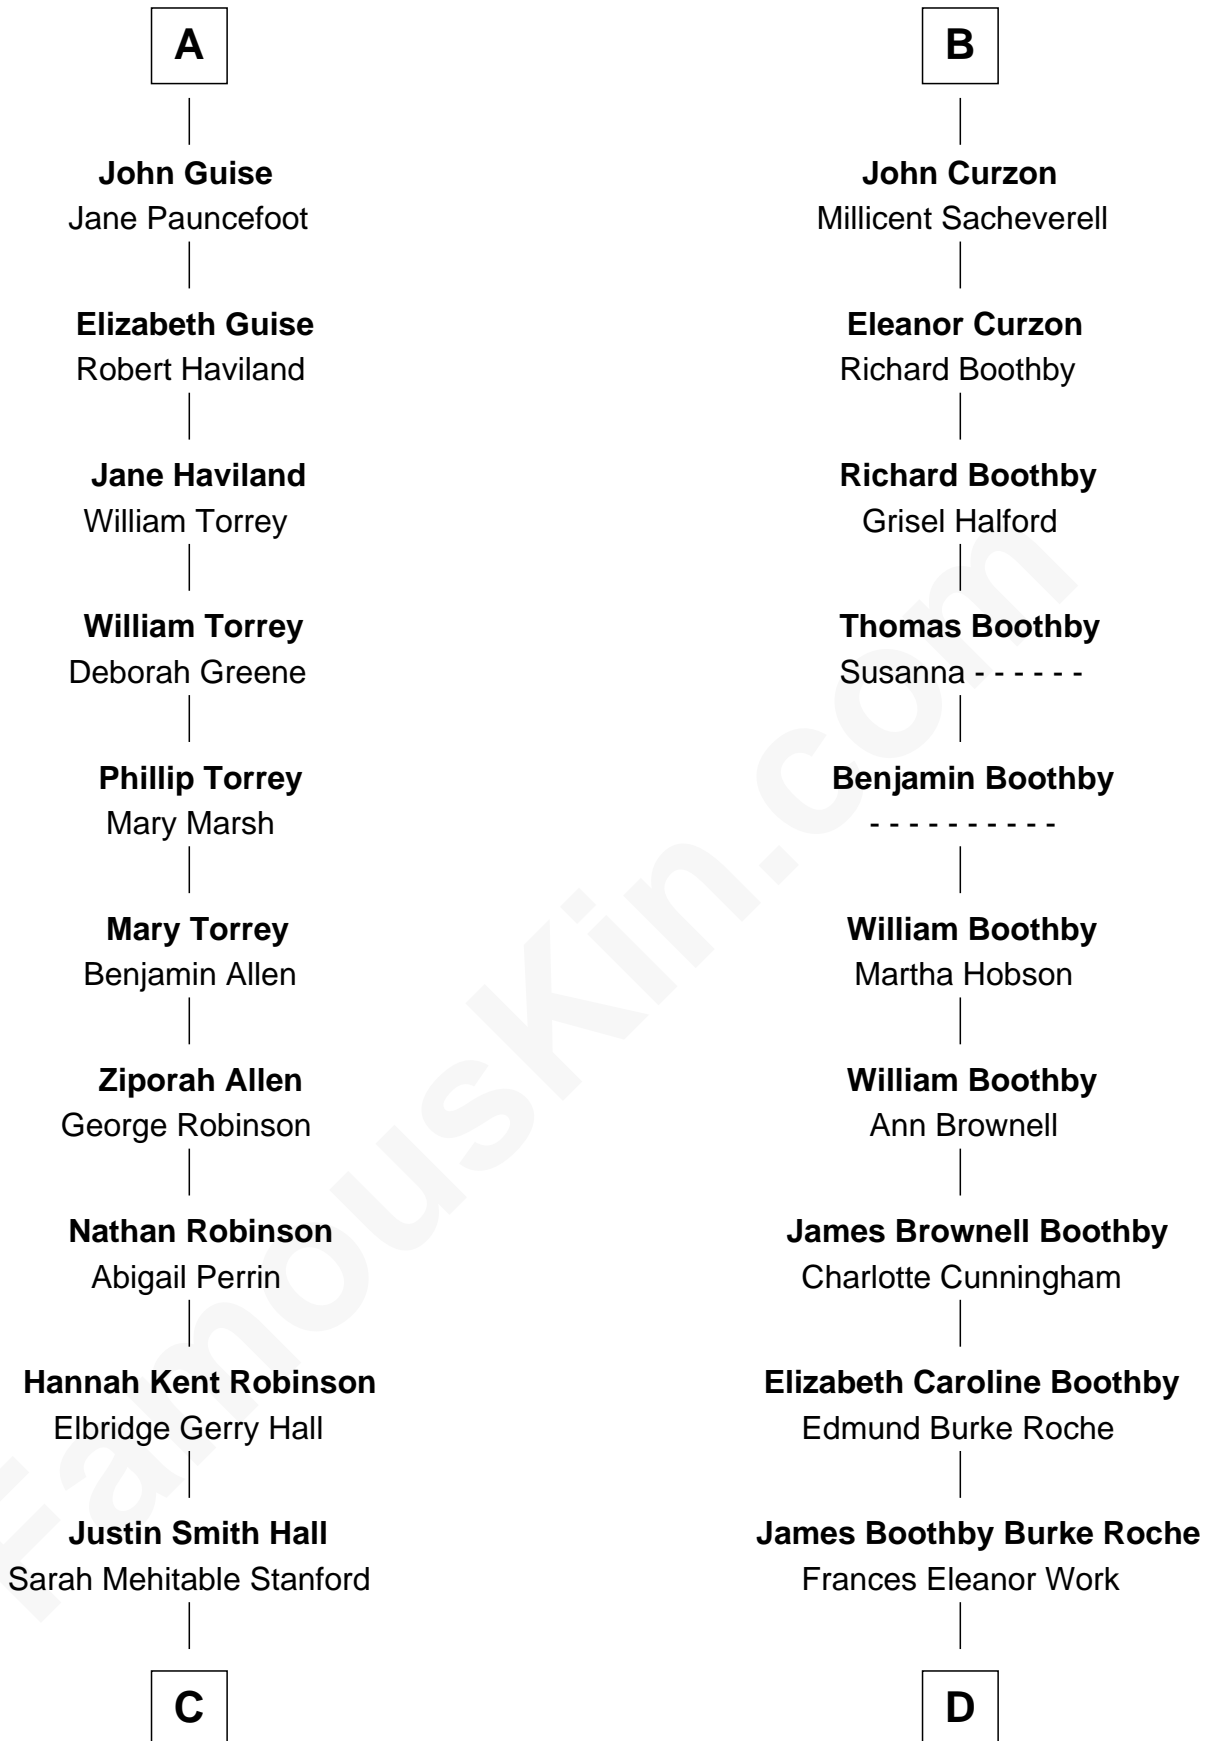 A
John Guise
Jane Pauncefoot
Elizabeth Guise
Robert Haviland
Jane Haviland
William Torrey
William Torrey
Deborah Greene
Phillip Torrey
Mary Marsh
Mary Torrey
Benjamin Allen
Ziporah Allen
George Robinson
Nathan Robinson
Abigail Perrin
Hannah Kent Robinson
Elbridge Gerry Hall
Justin Smith Hall
Sarah Mehitable Stanford
C
B
John Curzon
Millicent Sacheverell
Eleanor Curzon
Richard Boothby
Richard Boothby
Grisel Halford
Thomas Boothby
Susanna - - - - - -
Benjamin Boothby
- - - - - - - - - -
William Boothby
Martha Hobson
William Boothby
Ann Brownell
James Brownell Boothby
Charlotte Cunningham
Elizabeth Caroline Boothby
Edmund Burke Roche
James Boothby Burke Roche
Frances Eleanor Work
D
FamousKin.com